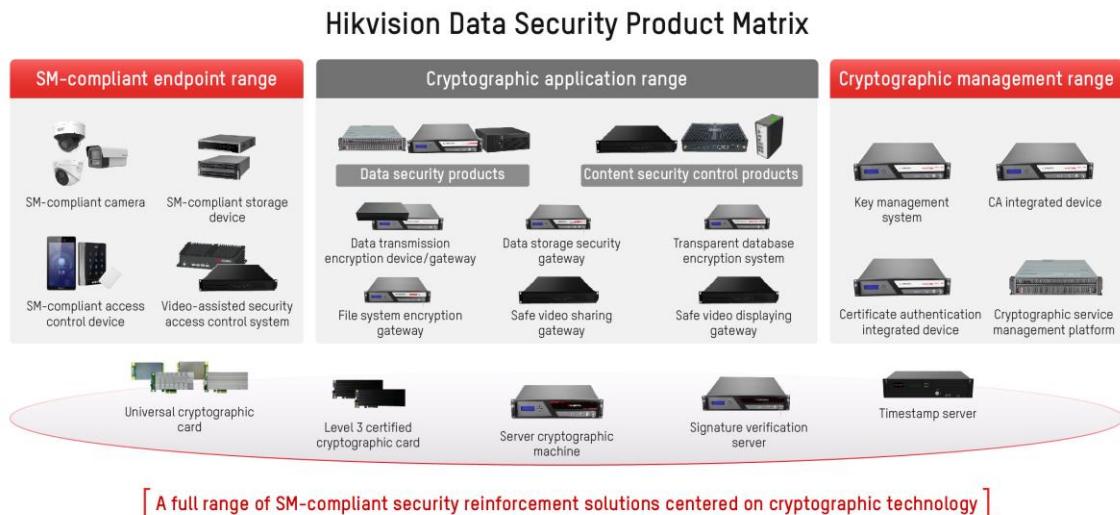 Hikvision Data Security Product Matrix
SM-compliant endpoint range
Cryptographic application range
Cryptographic management range
SM-compliant camera
SM-compliant storage
device
SM-compliant access
control device
Video-assisted security
access control system
Data security products
Content security control products
Data transmission
encryption device/gateway
Data storage security
gateway
Transparent database
encryption system
File system encryption
gateway
Safe video sharing
gateway
Safe video displaying
gateway
Key management
system
CA integrated device
Certificate authentication
integrated device
Cryptographic service
management platform
Universal cryptographic
card
Level 3 certified
cryptographic card
Server cryptographic
machine
Signature verification
server
Timestamp server
[ A full range of SM-compliant security reinforcement solutions centered on cryptographic technology ]